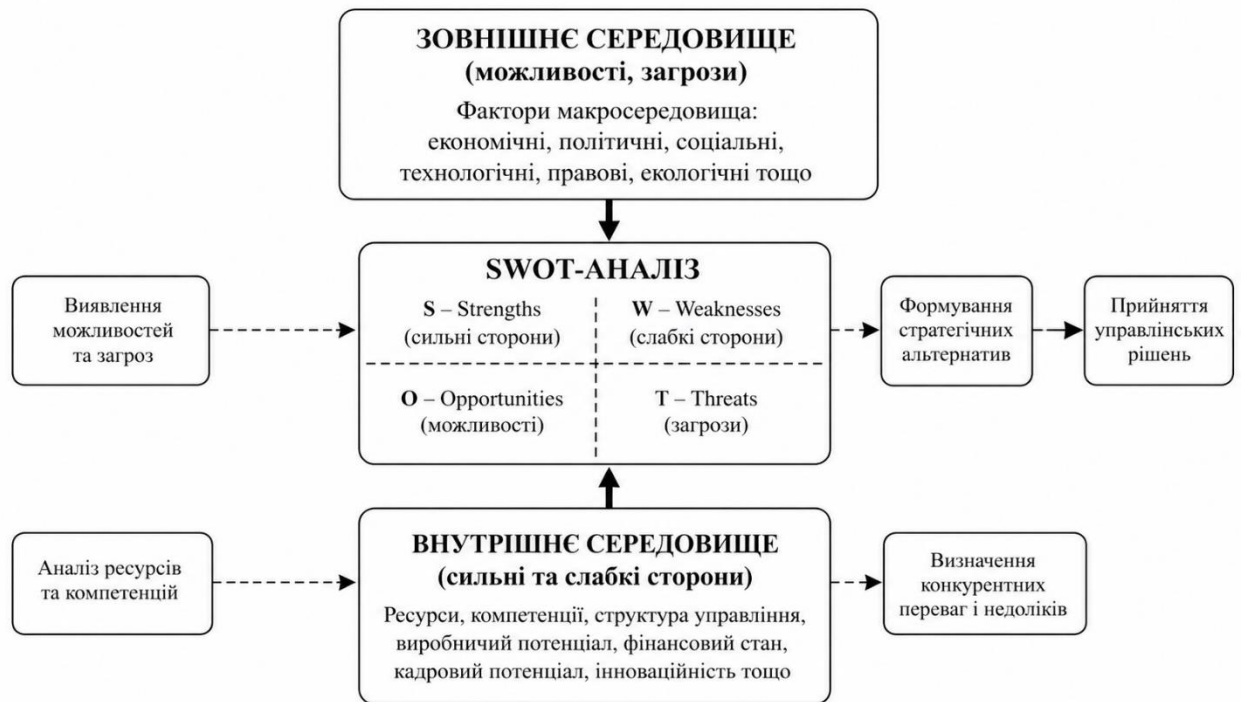 ЗОВНІШНЄ СЕРЕДОВИЩЕ
(можливості, загрози)
Фактори макросередовища:
економічні, політичні, соціальні,
технологічні, правові, екологічні тощо
SWOT-АНАЛІЗ
S – Strengths
(сильні сторони)
W – Weaknesses
(слабкі сторони)
O – Opportunities
(можливості)
T – Threats
(загрози)
Виявлення
можливостей
та загроз
Формування
стратегічних
альтернатив
Прийняття
управлінських
рішень
ВНУТРІШНЄ СЕРЕДОВИЩЕ
(сильні та слабкі сторони)
Ресурси, компетенції, структура управління,
виробничий потенціал, фінансовий стан,
кадровий потенціал, інноваційність тощо
Аналіз ресурсів
та компетенцій
Визначення
конкурентних
переваг і недоліків